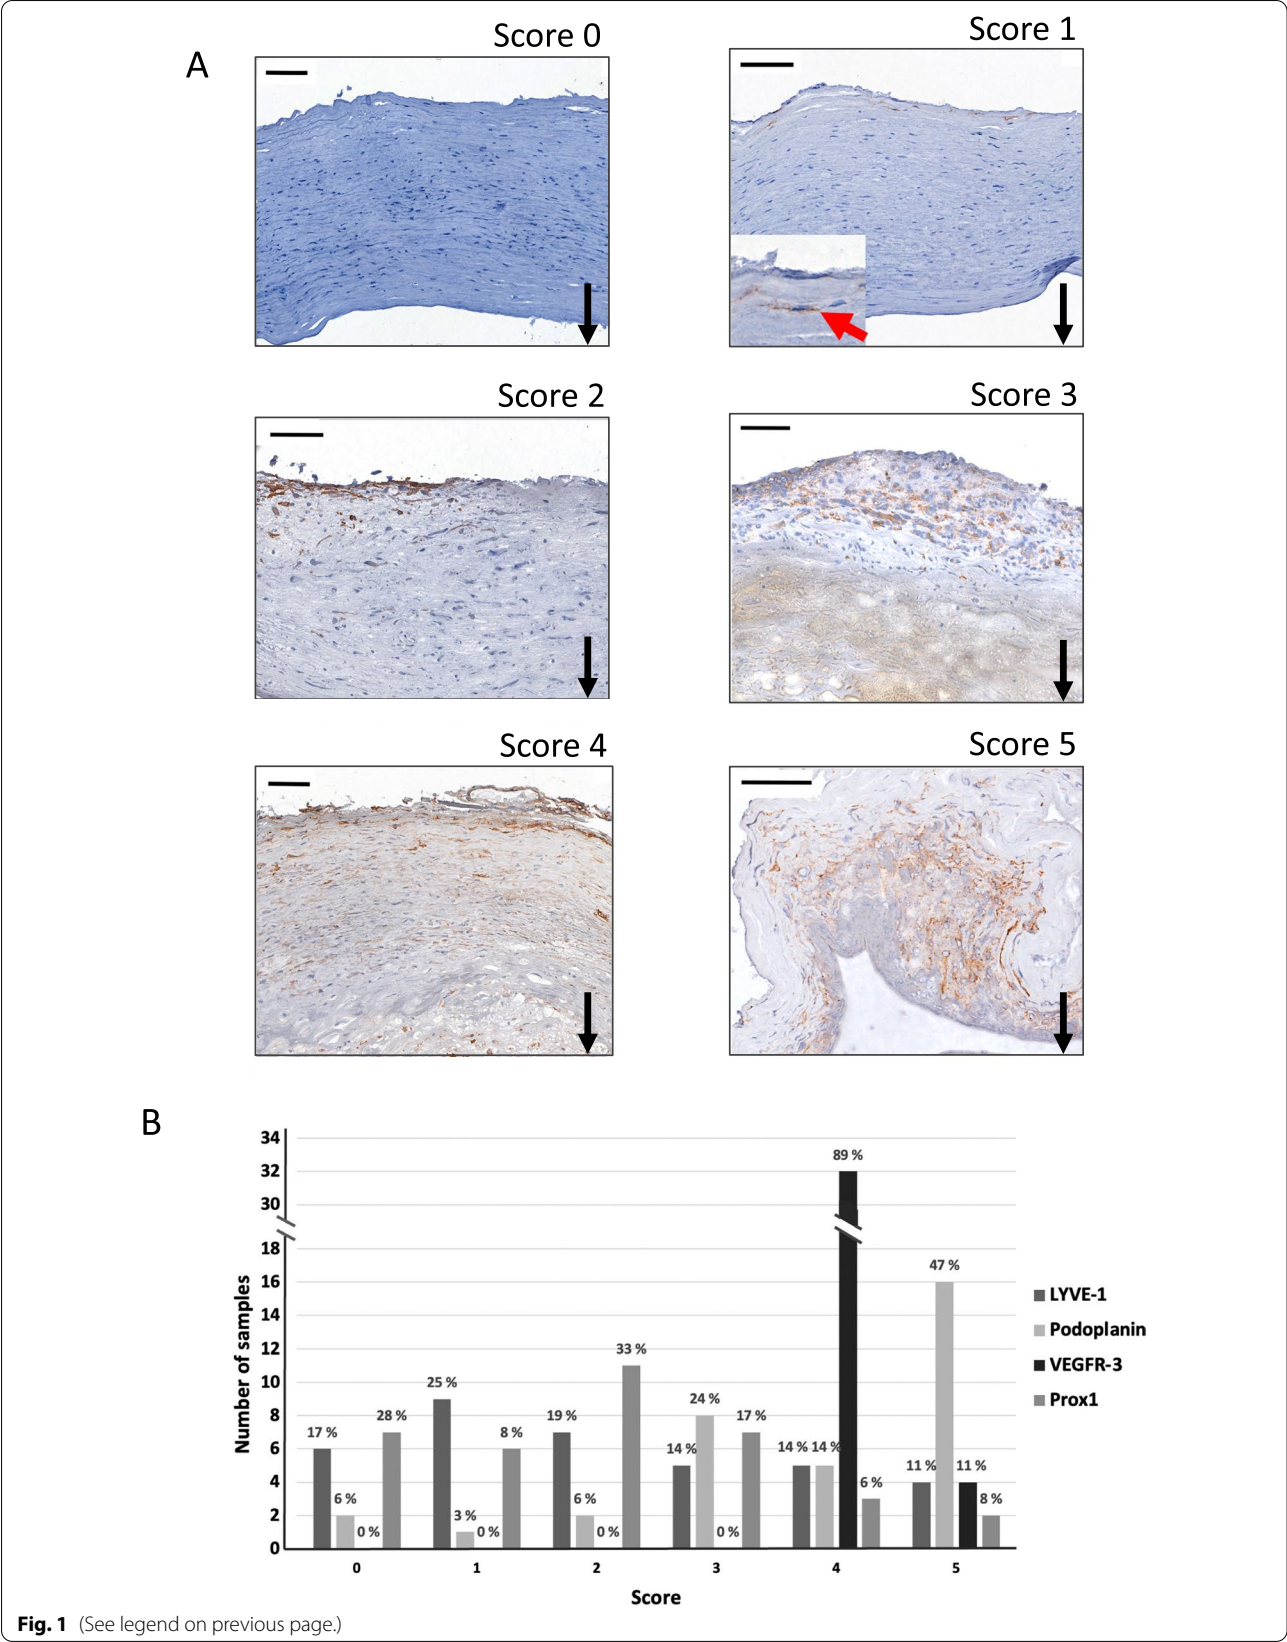 Score 0
Score 1
A
Score 2
Score 3
Score 4
Score 5
B
34
32
30
18
16
14
12
10
8
6
4
2
0
Number of samples
17 %
6 %
0 %
28 %
25 %
3 %
0 %
8 %
19 %
6 %
0 %
33 %
14 %
24 %
0 %
17 %
14 %
14 %
89 %
6 %
11 %
47 %
11 %
8 %
0 1 2 3 4 5
Score
LYVE-1
Podoplanin
VEGFR-3
Prox1
Fig. 1 (See legend on previous page.)